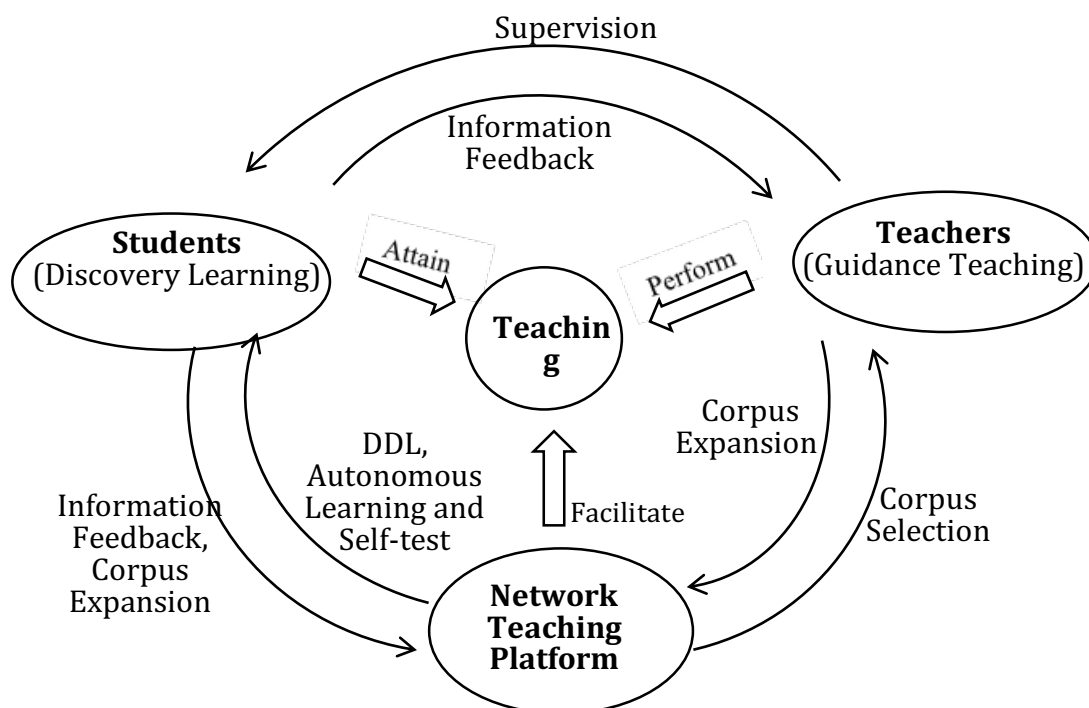 Supervision
Information
Feedback
Students
(Discovery Learning)
Attain
Perform
Teachers
(Guidance Teaching)
Teachin
g
DDL,
Autonomous
Learning and
Self-test
Corpus
Expansion
Information
Feedback,
Corpus
Expansion
Facilitate
Corpus
Selection
Network
Teaching
Platform